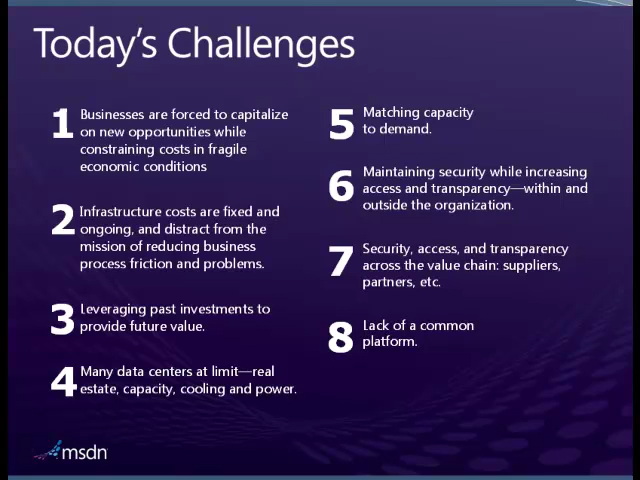 Today's Challenges
1 Businesses are forced to capitalize
on new opportunities while
constraining costs in fragile
economic conditions
2 Infrastructure costs are fixed and
ongoing, and distract from the
mission of reducing business
process friction and problems.
3 Leveraging past investments to
provide future value.
4 Many data centers at limit—real
estate, capacity, cooling and power.
5 Matching capacity
to demand.
6 Maintaining security while increasing
access and transparency—within and
outside the organization.
7 Security, access, and transparency
across the value chain: suppliers,
partners, etc.
8 Lack of a common
platform.
msdn